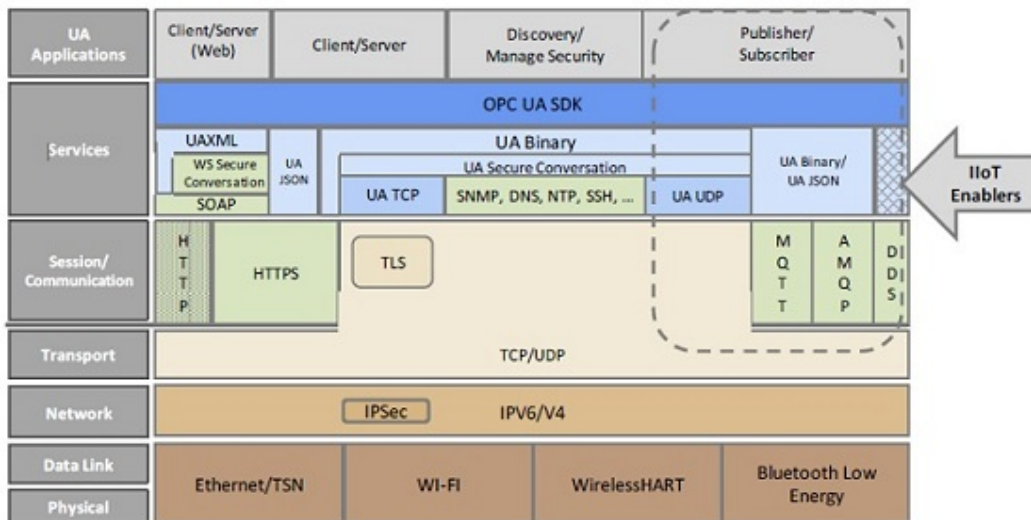 UA
Applications
Client/Server
(Web)
Client/Server
Discovery/
Manage Security
Publisher/
Subscriber
Services
OPC UA SDK
UAXML
WS Secure
Conversation
SOAP
UA
JSON
UA Binary
UA Secure Conversation
UA TCP
SNMP, DNS, NTP, SSH, ...
UA UDP
UA Binary/
UA JSON
IIoT
Enablers
Session/
Communication
H
T
T
P
HTTPS
TLS
M
Q
T
T
A
M
Q
P
D
D
S
Transport
TCP/UDP
Network
IPSec
IPV6/V4
Data Link
Physical
Ethernet/TSN
WI-FI
WirelessHART
Bluetooth Low
Energy